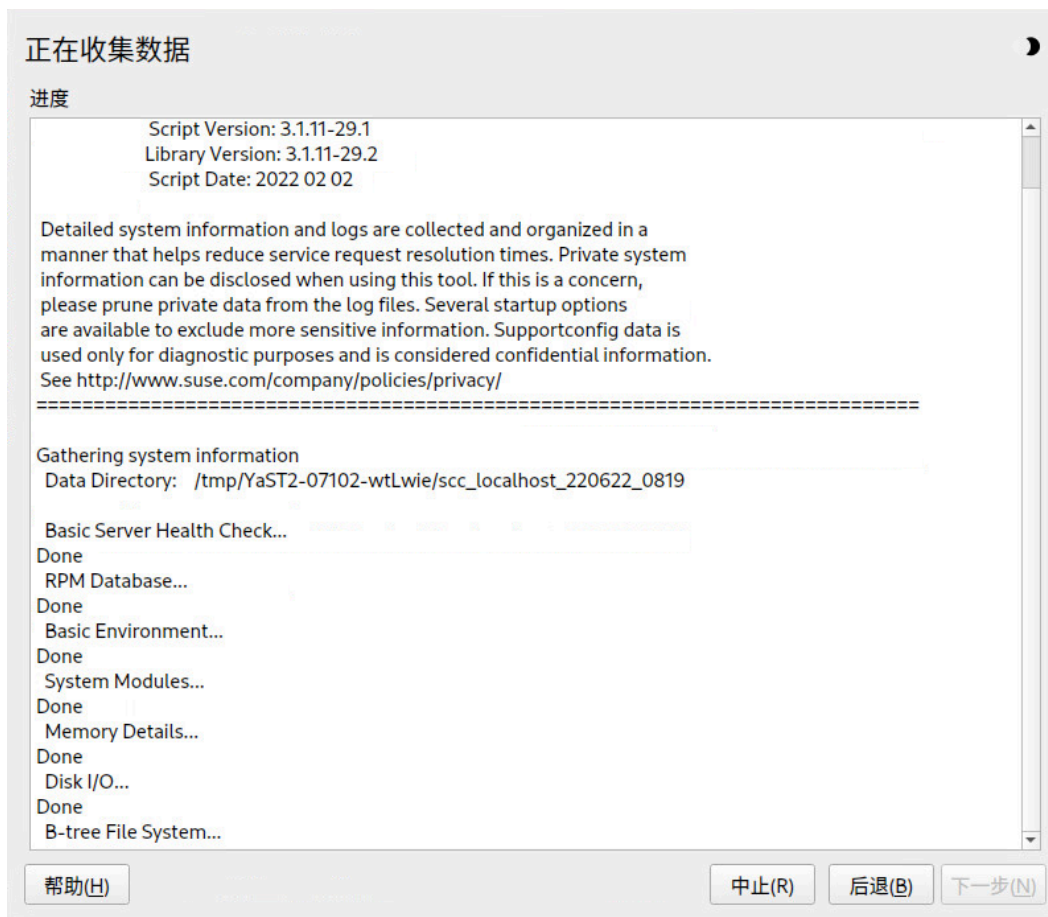 正在收集数据
进度
Script Version: 3.1.11-29.1
Library Version: 3.1.11-29.2
Script Date: 2022 02 02
Detailed system information and logs are collected and organized in a
manner that helps reduce service request resolution times. Private system
information can be disclosed when using this tool. If this is a concern,
please prune private data from the log files. Several startup options
are available to exclude more sensitive information. Supportconfig data is
used only for diagnostic purposes and is considered confidential information.
See http://www.suse.com/company/policies/privacy/
=============================================================================
Gathering system information
Data Directory: /tmp/YaST2-07102-wtLwie/scc_localhost_220622_0819
Basic Server Health Check...
Done
RPM Database...
Done
Basic Environment...
Done
System Modules...
Done
Memory Details...
Done
Disk I/O...
Done
B-tree File System...
帮助(H) 中止(R) 后退(B) 下一步(N)